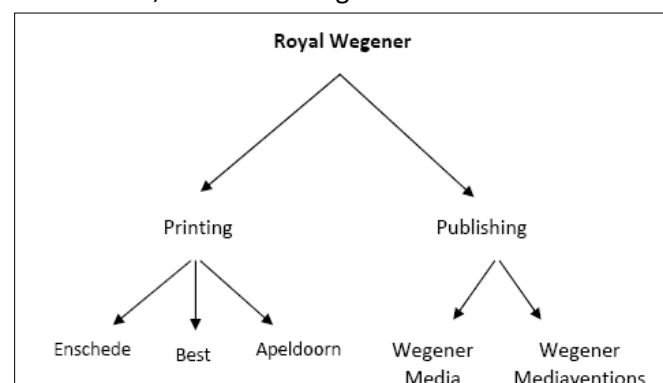 Royal Wegener
Printing Publishing
Enschede Best Apeldoorn Wegener Wegener
Media Mediaventions